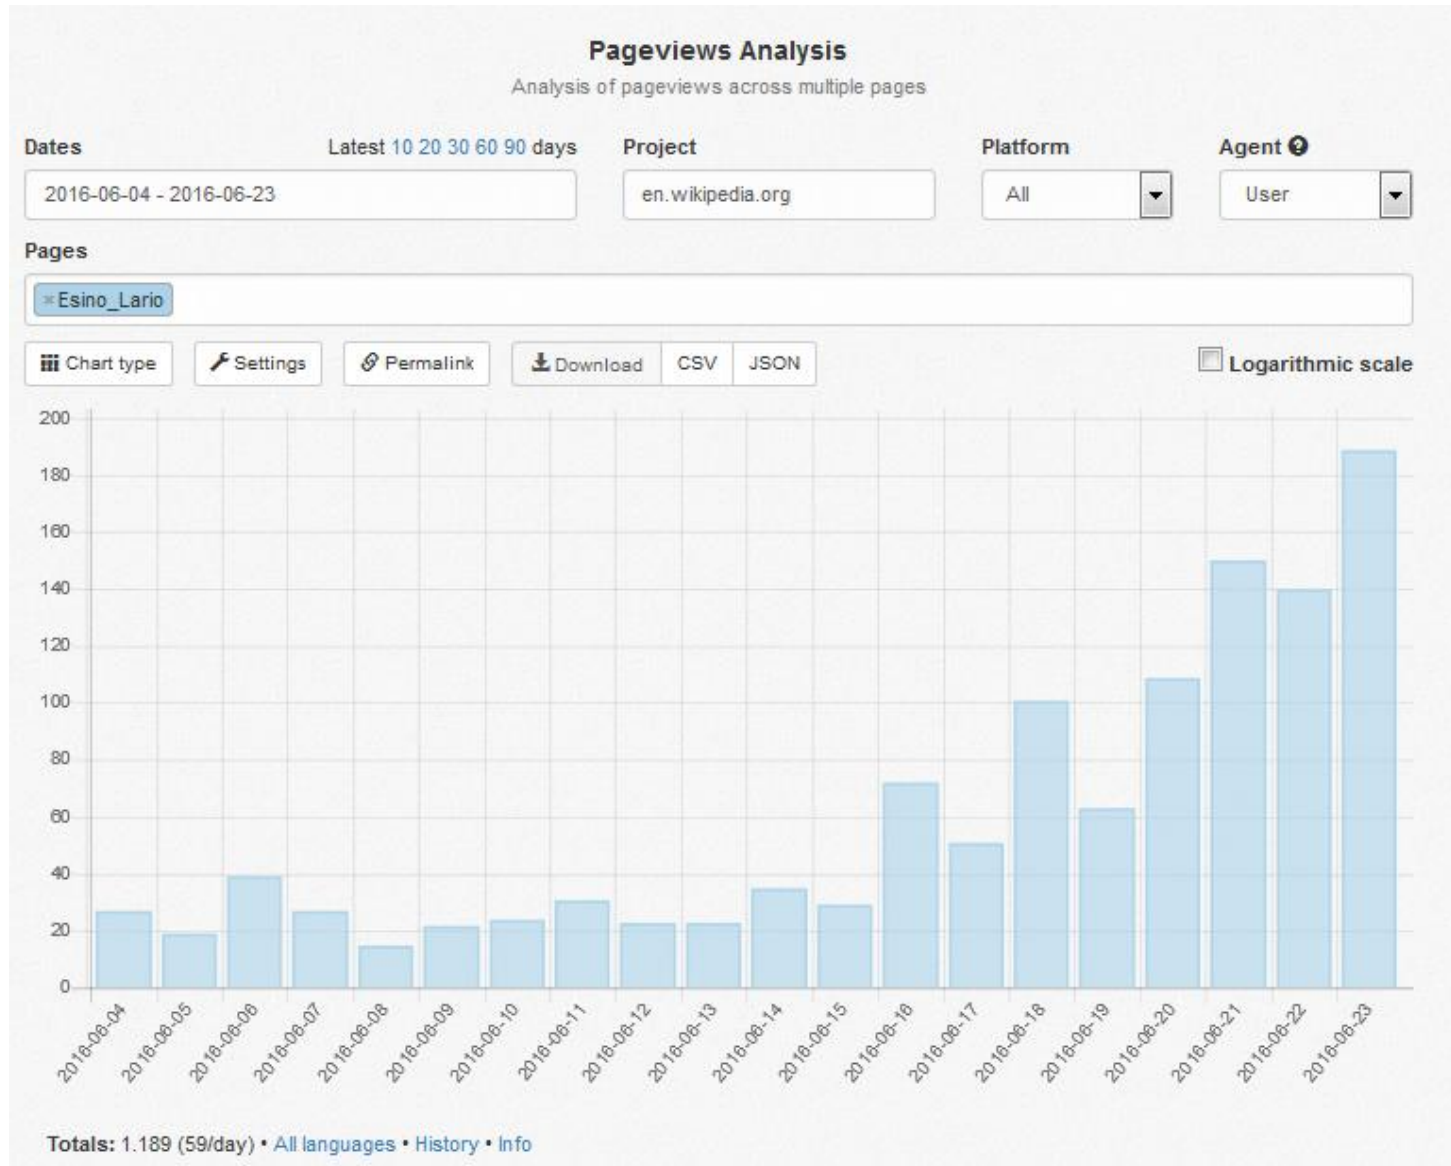 Pageviews Analysis
Analysis of pageviews across multiple pages
Dates Latest 10 20 30 60 90 days Project Platform Agent
2016-06-04 - 2016-06-23 en.wikipedia.org All User
Pages
×Esino_Lario
Chart type Settings Permalink Download CSV JSON Logarithmic scale
200
180
160
140
120
100
80
60
40
20
0
2016-06-04 2016-06-05 2016-06-06 2016-06-07 2016-06-08 2016-06-09 2016-06-10 2016-06-11 2016-06-12 2016-06-13 2016-06-14 2016-06-15 2016-06-16 2016-06-17 2016-06-18 2016-06-19 2016-06-20 2016-06-21 2016-06-22 2016-06-23
Totals: 1.189 (59/day) • All languages • History • Info